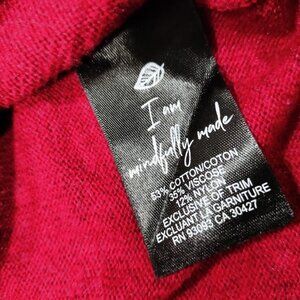 I am
mindfully made
53% COTTON/COTON
35% VISCOSE
12% NYLON
EXCLUSIVE OF TRIM
EXCLUANT LA GARNITURE
RN 93093 CA 30427